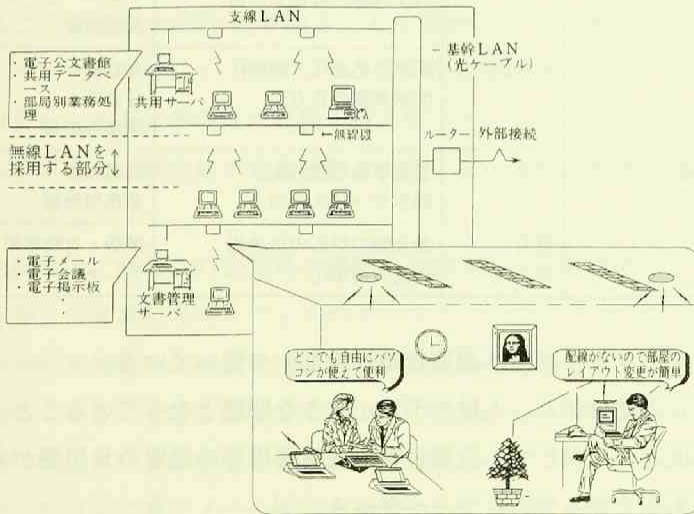 支線LAN
・電子公文書館
・共用データベ
ース
・部局別業務処
理
共用サーバ
基幹LAN
(光ケーブル)
←無線図
ルーター 外部接続
無線LANを↑
採用する部分↓
・電子メール
・電子会議
・電子掲示板
・
・
文書管理
サーバ
どこでも自由にパソ
コンが使えて便利
配線がないので部屋の
レイアウト変更が簡単